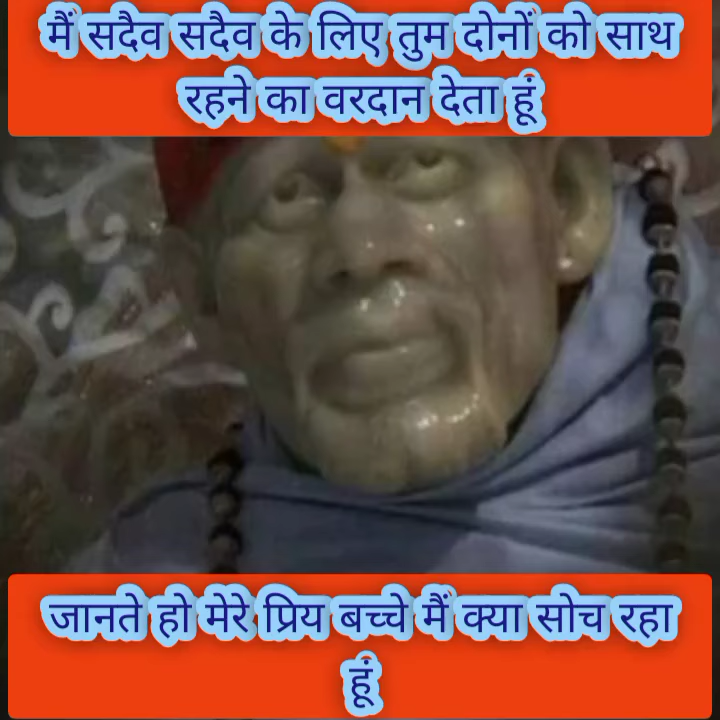 मैं सदैव सदैव के लिए तुम दोनों को साथ
रहने का वरदान देता हूं
जानते हो मेरे प्रिय बच्चे मैं क्या सोच रहा
हूं